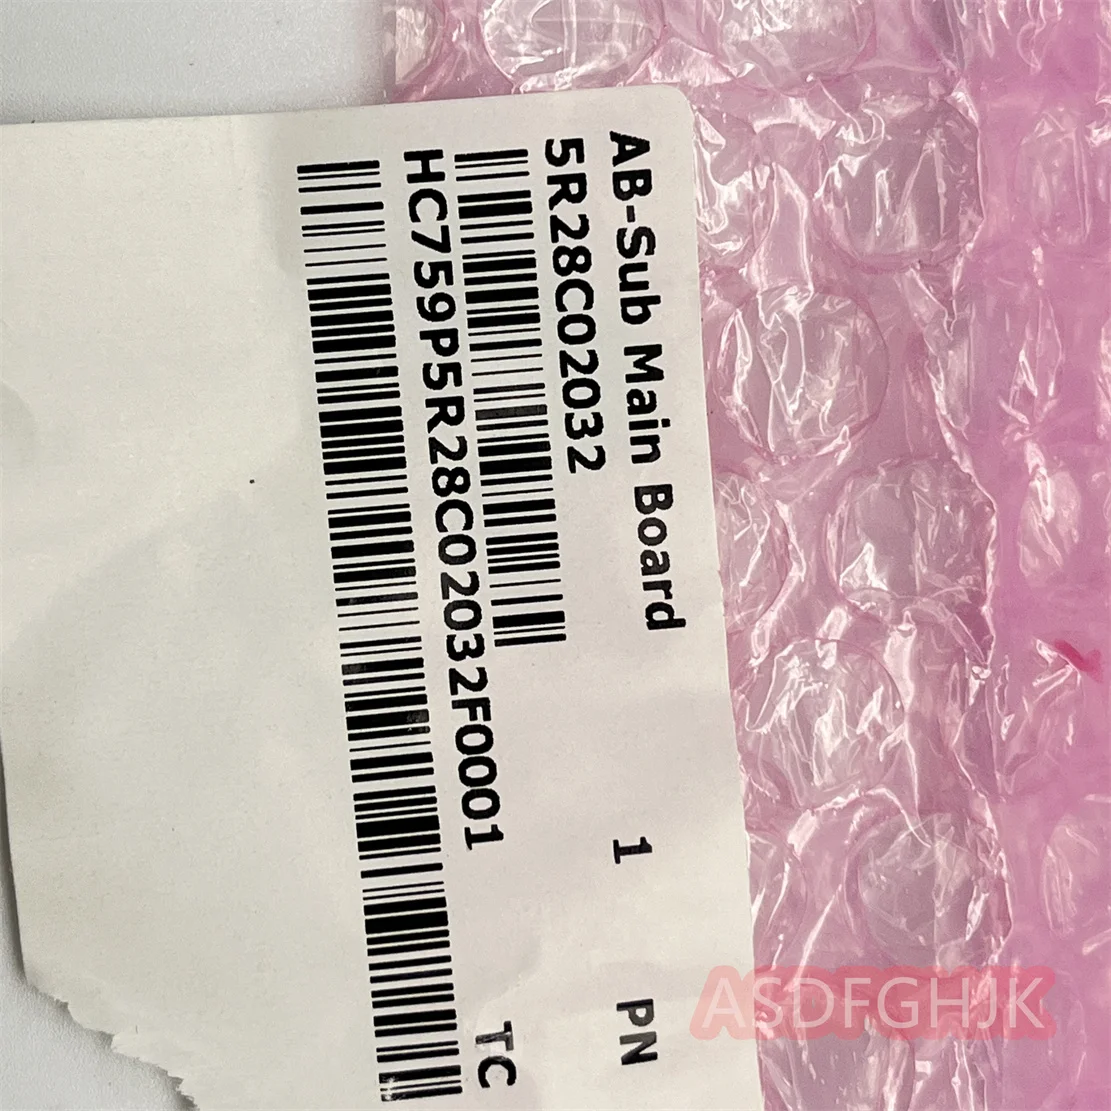 AB-Sub Main Board 1 PN
5R28C02032
HC759P5R28C02032F0001 TC
ASDFGHJK